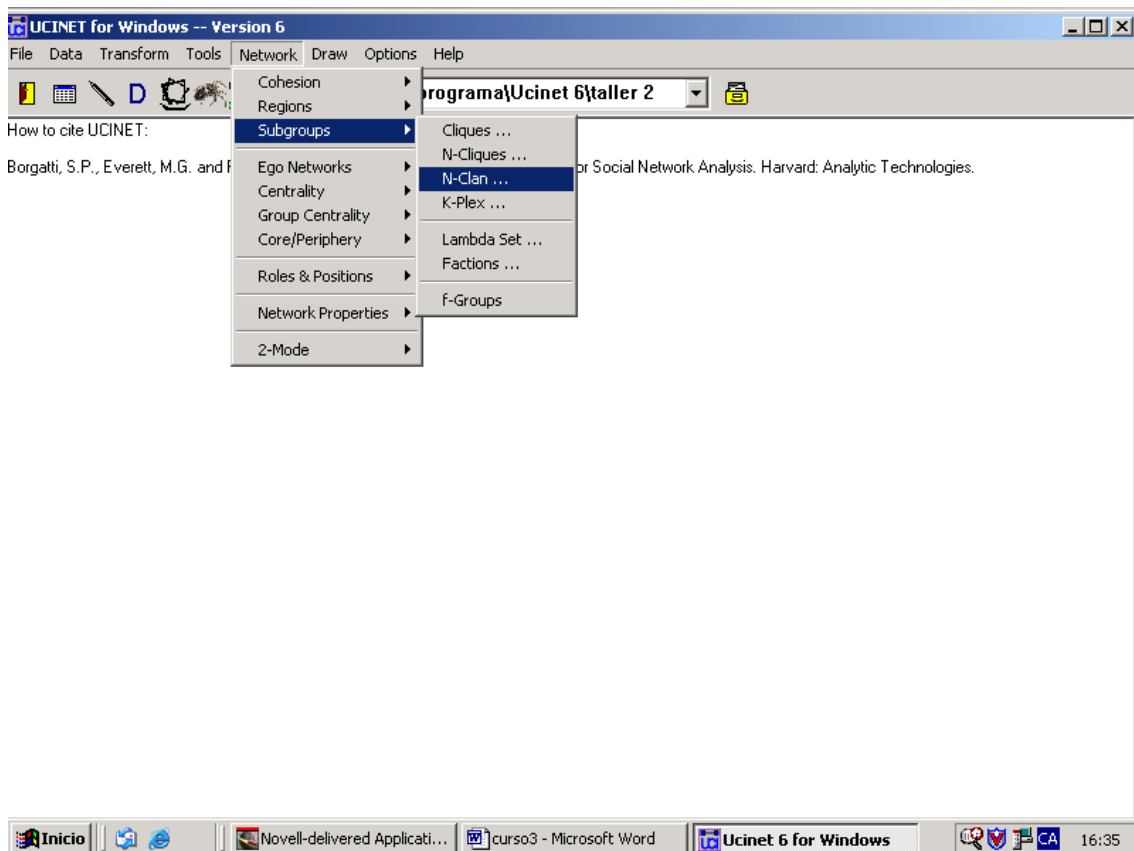 UCINET for Windows -- Version 6
File Data Transform Tools Network Draw Options Help
D programa\Ucinet 6\taller 2
How to cite UCINET:
Borgatti, S.P., Everett, M.G. and or Social Network Analysis. Harvard: Analytic Technologies.
Cohesion
Regions
Subgroups
Ego Networks
Centrality
Group Centrality
Core/Periphery
Roles & Positions
Network Properties
2-Mode
Cliques ...
N-Cliques ...
N-Clan ...
K-Plex ...
Lambda Set ...
Factions ...
f-Groups
Inicio Novell-delivered Applicati... curso3 - Microsoft Word Ucinet 6 for Windows CA 16:35